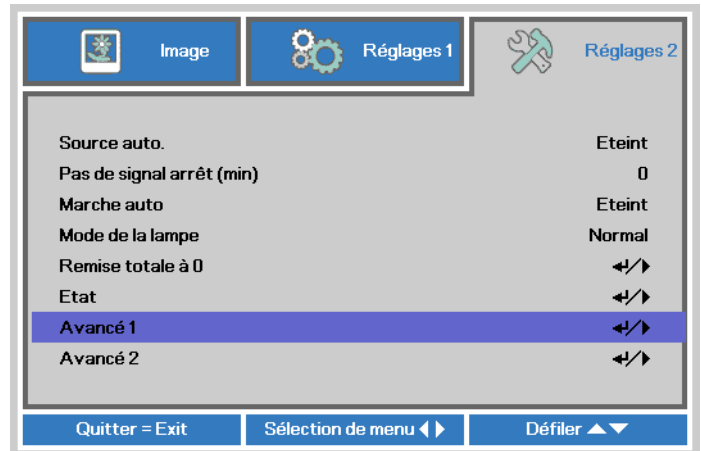 Image
Réglages 1
Réglages 2
Source auto. Eteint
Pas de signal arrêt (min) 0
Marche auto Eteint
Mode de la lampe Normal
Remise totale à 0 ↵/▶
Etat ↵/▶
Avancé 1 ↵/▶
Avancé 2 ↵/▶
Quitter = Exit
Sélection de menu ◀▶
Défiler ▲▼